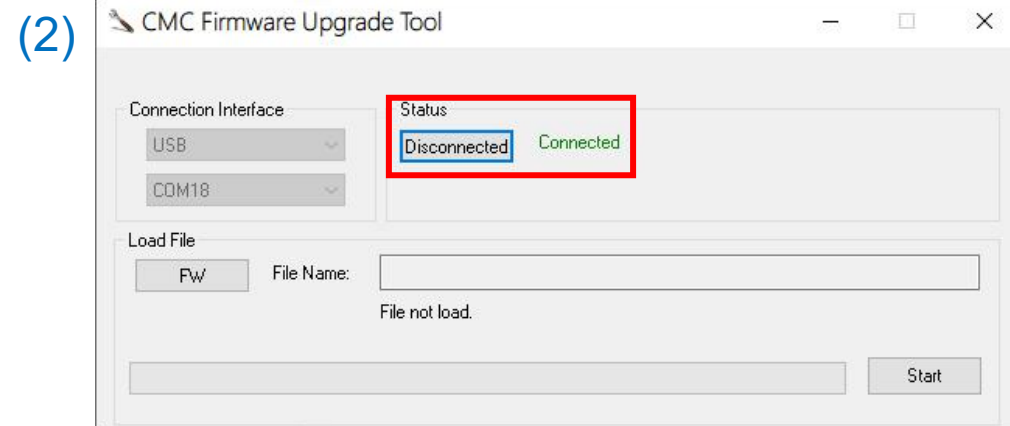 (2)
CMC Firmware Upgrade Tool
Connection Interface
Status
USB
Disconnected
Connected
COM18
Load File
FW
File Name:
File not load.
Start